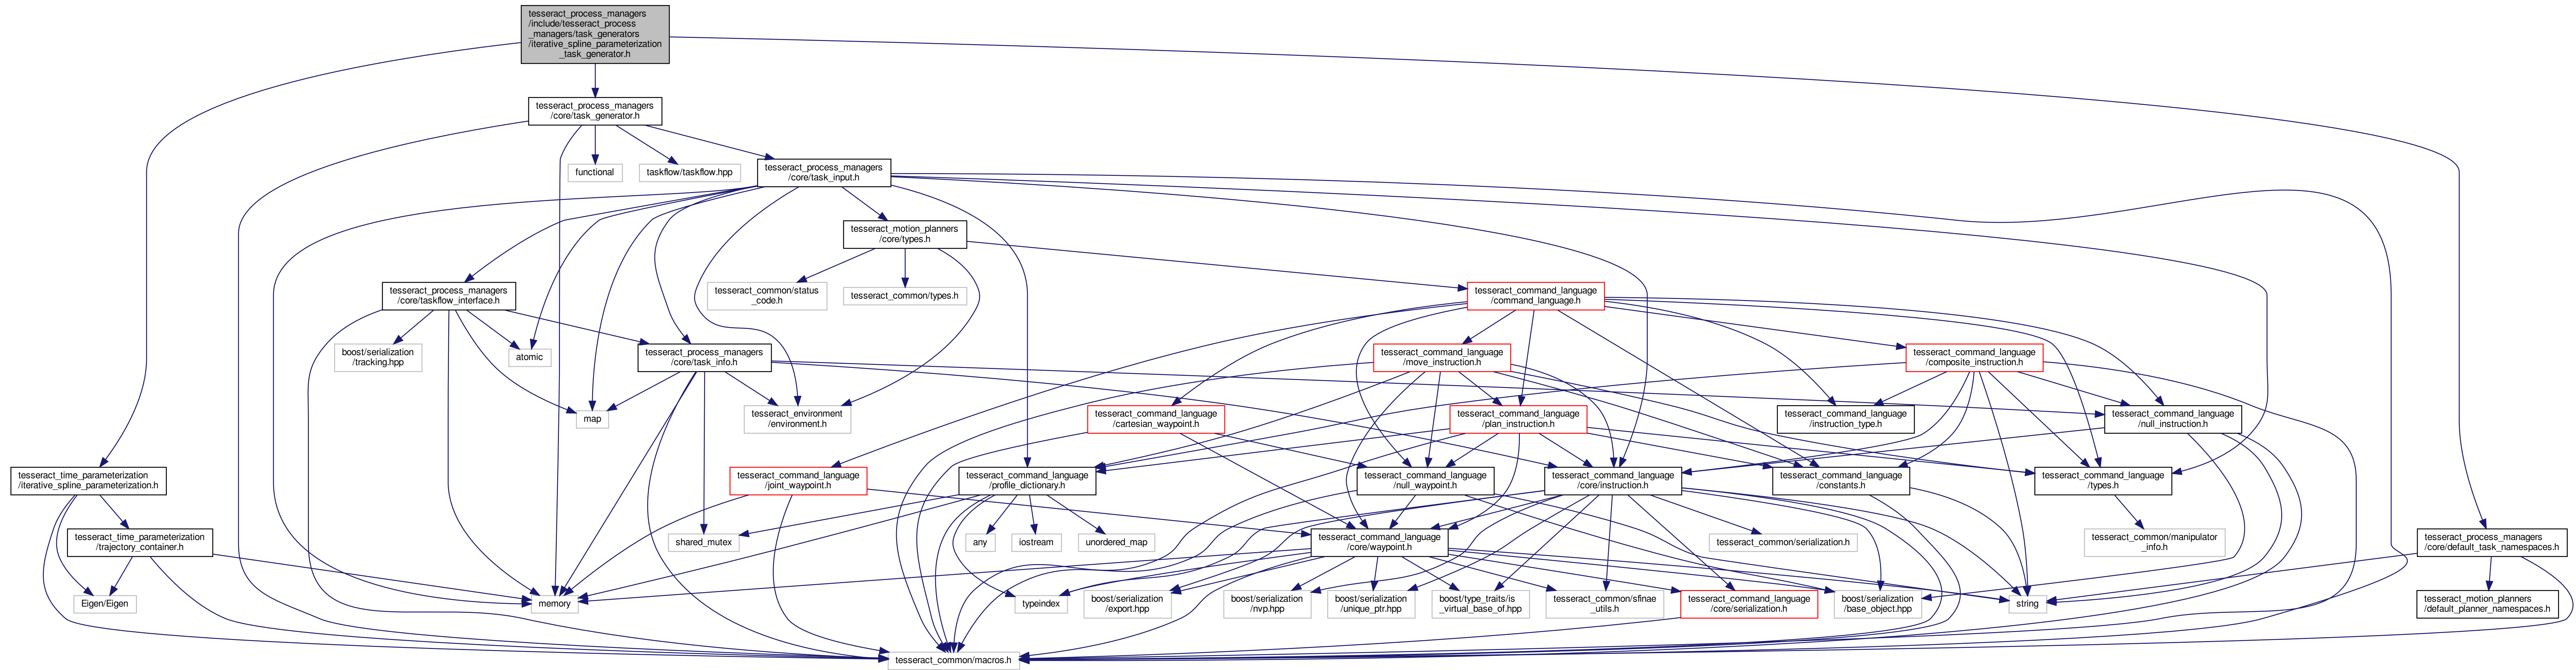 tesseract_process_managers
/include/tesseract_process
_managers/task_generators
/iterative_spline_parameterization
_task_generator.h
tesseract_process_managers
/core/task_generator.h
functional
taskflow/taskflow.hpp
tesseract_process_managers
/core/task_input.h
tesseract_motion_planners
/core/types.h
tesseract_process_managers
/core/taskflow_interface.h
tesseract_common/status
_code.h
tesseract_common/types.h
tesseract_command_language
/command_language.h
boost/serialization
/tracking.hpp
atomic
tesseract_process_managers
/core/task_info.h
tesseract_command_language
/move_instruction.h
tesseract_command_language
/composite_instruction.h
map
tesseract_environment
/environment.h
tesseract_command_language
/cartesian_waypoint.h
tesseract_command_language
/plan_instruction.h
tesseract_command_language
/instruction_type.h
tesseract_command_language
/null_instruction.h
tesseract_time_parameterization
/iterative_spline_parameterization.h
tesseract_command_language
/joint_waypoint.h
tesseract_command_language
/profile_dictionary.h
tesseract_command_language
/null_waypoint.h
tesseract_command_language
/core/instruction.h
tesseract_command_language
/constants.h
tesseract_command_language
/types.h
tesseract_time_parameterization
/trajectory_container.h
shared_mutex
any
iostream
unordered_map
tesseract_command_language
/core/waypoint.h
tesseract_common/serialization.h
tesseract_common/manipulator
_info.h
tesseract_process_managers
/core/default_task_namespaces.h
Eigen/Eigen
memory
typeindex
boost/serialization
/export.hpp
boost/serialization
/nvp.hpp
boost/serialization
/unique_ptr.hpp
boost/type_traits/is
_virtual_base_of.hpp
tesseract_common/sfinae
_utils.h
tesseract_command_language
/core/serialization.h
boost/serialization
/base_object.hpp
string
tesseract_motion_planners
/default_planner_namespaces.h
tesseract_common/macros.h